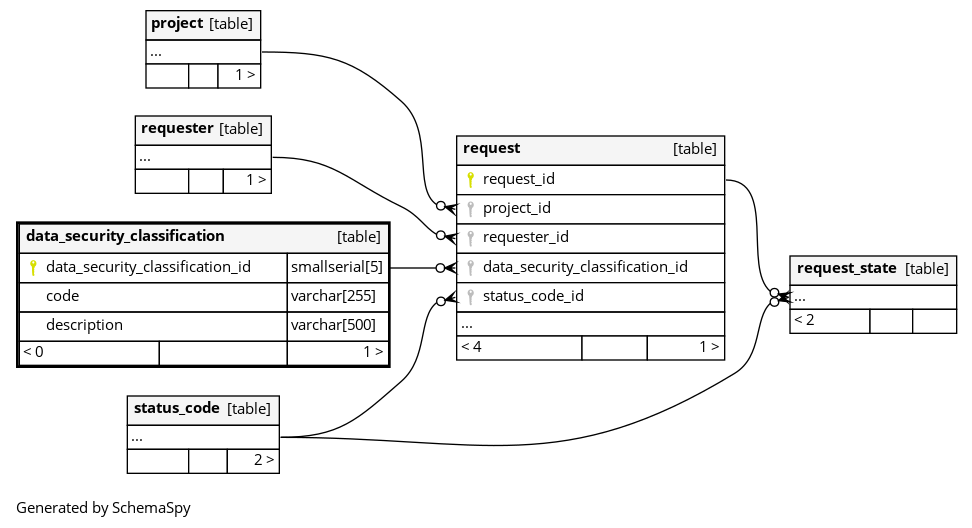 project [table]
...
1 >
requester [table]
...
1 >
data_security_classification [table]
data_security_classification_id smallserial[5]
code varchar[255]
description varchar[500]
< 0 1 >
status_code [table]
...
2 >
request [table]
request_id
project_id
requester_id
data_security_classification_id
status_code_id
...
< 4 1 >
request_state [table]
...
< 2
Generated by SchemaSpy